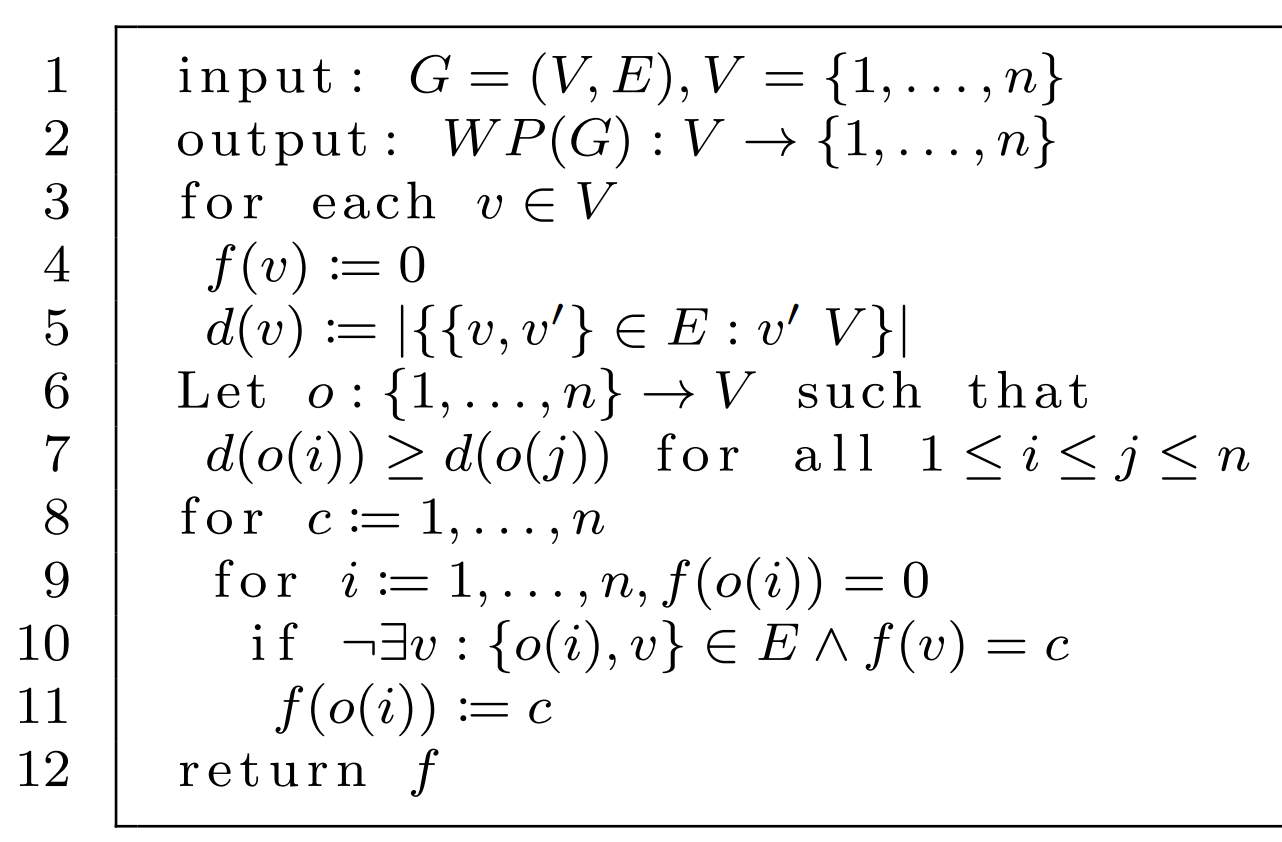 1 input: G = (V, E), V = {1, . . . , n}
2 output: WP(G) : V → {1, . . . , n}
3 for each v ∈ V
4 f(v) := 0
5 d(v) := |{{v, v′} ∈ E : v′ V}|
6 Let o : {1, . . . , n} → V such that
7 d(o(i)) ≥ d(o(j)) for all 1 ≤ i ≤ j ≤ n
8 for c := 1, . . . , n
9 for i := 1, . . . , n, f(o(i)) = 0
10 if ¬∃v : {o(i), v} ∈ E ∧ f(v) = c
11 f(o(i)) := c
12 return f